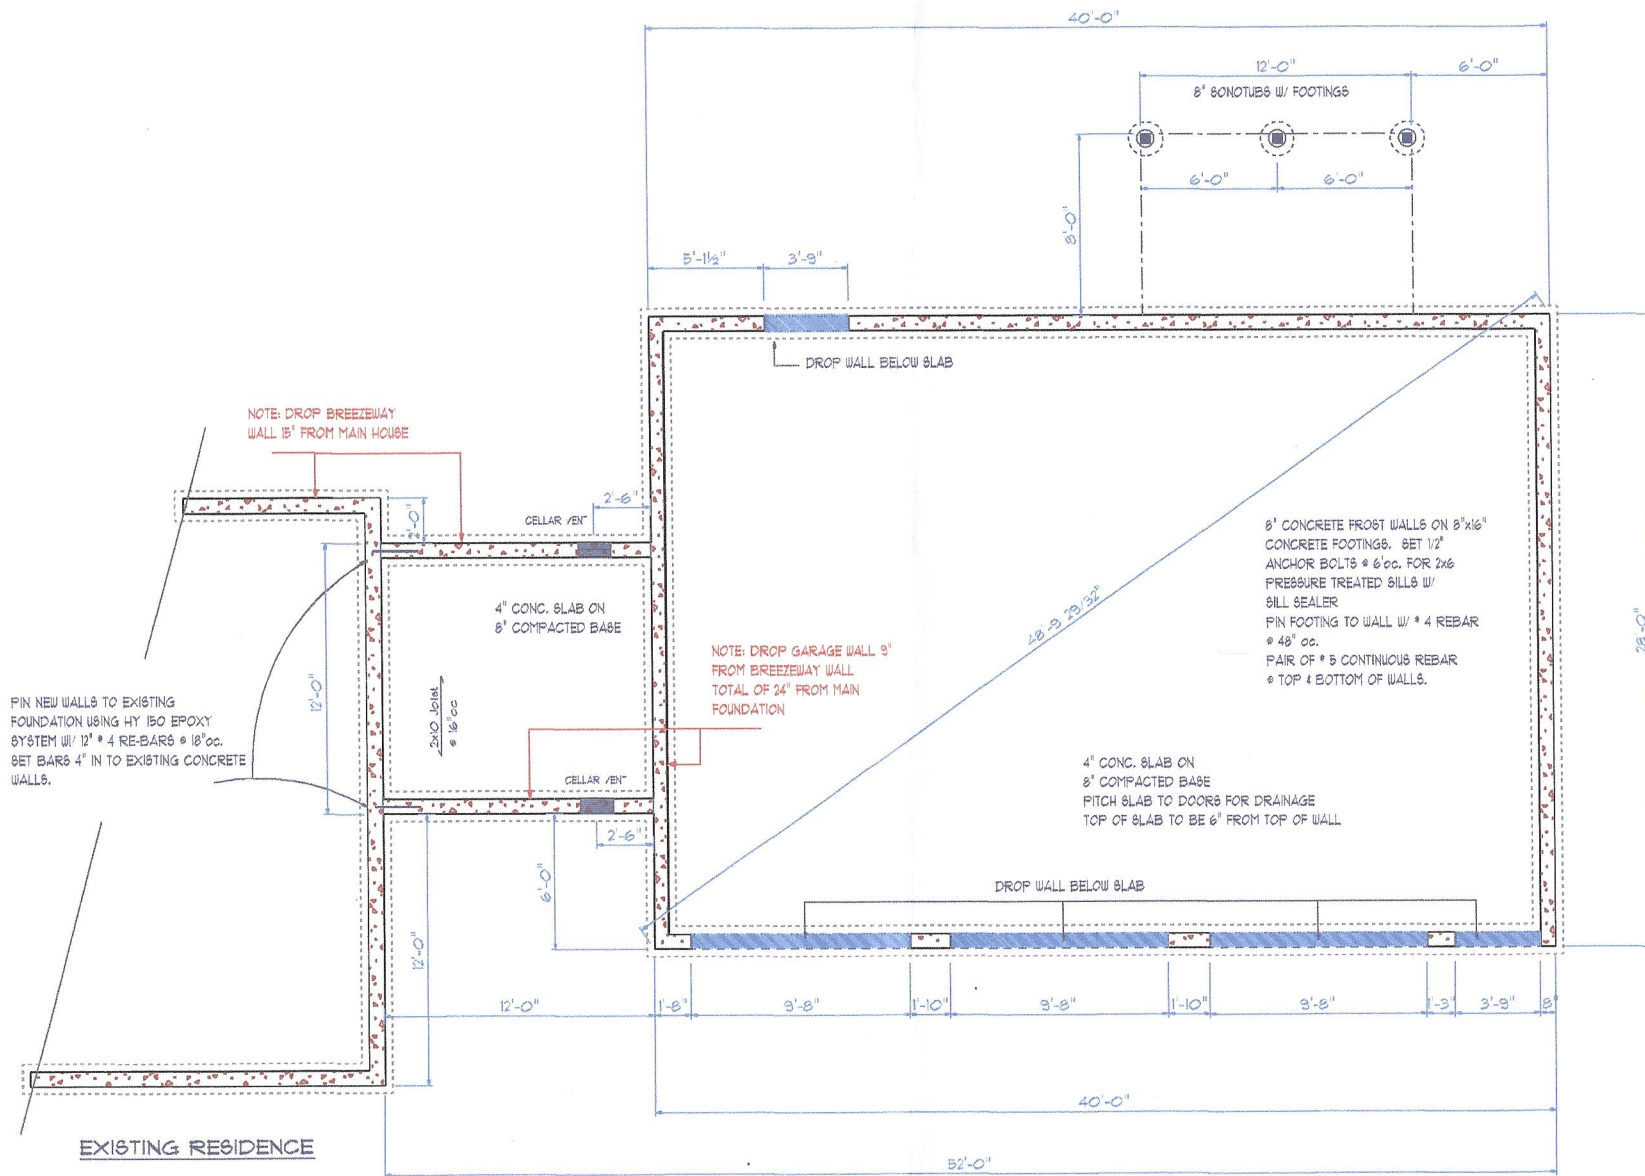 40'-0"
12'-0"
6'-0"
8" SONOTUBS W/ FOOTINGS
6'-0"
6'-0"
8'-0"
5'-1½"
3'-9"
DROP WALL BELOW SLAB
NOTE: DROP BREEZEWAY
WALL 15" FROM MAIN HOUSE
2'-6"
2'-0"
CELLAR VENT
8" CONCRETE FROST WALLS ON 8"x16"
CONCRETE FOOTINGS. SET 1/2"
ANCHOR BOLTS @ 6'oc. FOR 2x6
PRESSURE TREATED SILLS W/
SILL SEALER
PIN FOOTING TO WALL W/ # 4 REBAR
@ 48" oc.
PAIR OF # 5 CONTINUOUS REBAR
@ TOP & BOTTOM OF WALLS.
48'-9 29/32"
28'-0"
4" CONC. SLAB ON
8" COMPACTED BASE
NOTE: DROP GARAGE WALL 9"
FROM BREEZEWAY WALL
TOTAL OF 24" FROM MAIN
FOUNDATION
12'-0"
2x10 Joist
@ 16"oc
PIN NEW WALLS TO EXISTING
FOUNDATION USING HY 150 EPOXY
SYSTEM W/ 12" # 4 RE-BARS @ 18"oc.
SET BARS 4" IN TO EXISTING CONCRETE
WALLS.
CELLAR VENT
4" CONC. SLAB ON
8" COMPACTED BASE
PITCH SLAB TO DOORS FOR DRAINAGE
TOP OF SLAB TO BE 6" FROM TOP OF WALL
2'-6"
6'-0"
DROP WALL BELOW SLAB
12'-0"
12'-0"
1'-8"
9'-8"
1'-10"
9'-8"
1'-10"
9'-8"
1'-3"
3'-9"
8"
40'-0"
EXISTING RESIDENCE
52'-0"